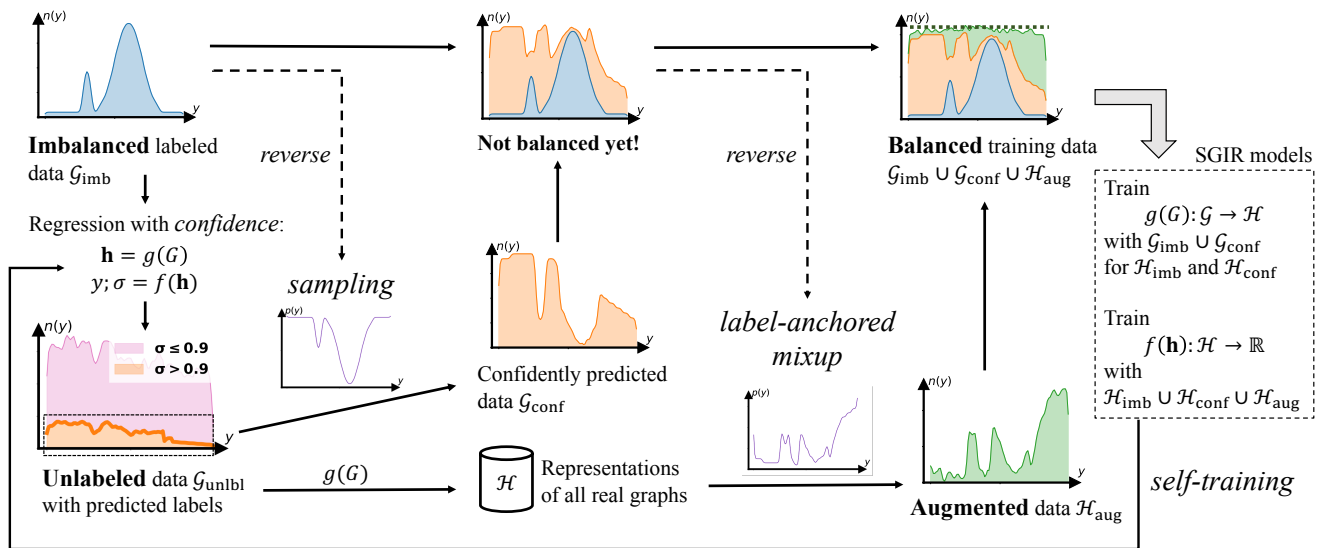 n(y)
y
Imbalanced labeled
data 𝒢imb
reverse
Regression with confidence:
𝐡 = g(G)
y; σ = f(𝐡)
sampling
p(y)
y
n(y)
σ ≤ 0.9
σ > 0.9
y
Unlabeled data 𝒢unlbl
with predicted labels
n(y)
y
Not balanced yet!
n(y)
y
Confidently predicted
data 𝒢conf
g(G)
ℋ
Representations
of all real graphs
reverse
label-anchored
mixup
p(y)
y
n(y)
y
Balanced training data
𝒢imb ∪ 𝒢conf ∪ ℋaug
n(y)
y
Augmented data ℋaug
SGIR models
Train
g(G): 𝒢 → ℋ
with 𝒢imb ∪ 𝒢conf
for ℋimb and ℋconf
Train
f(𝐡): ℋ → ℝ
with
ℋimb ∪ ℋconf ∪ ℋaug
self-training